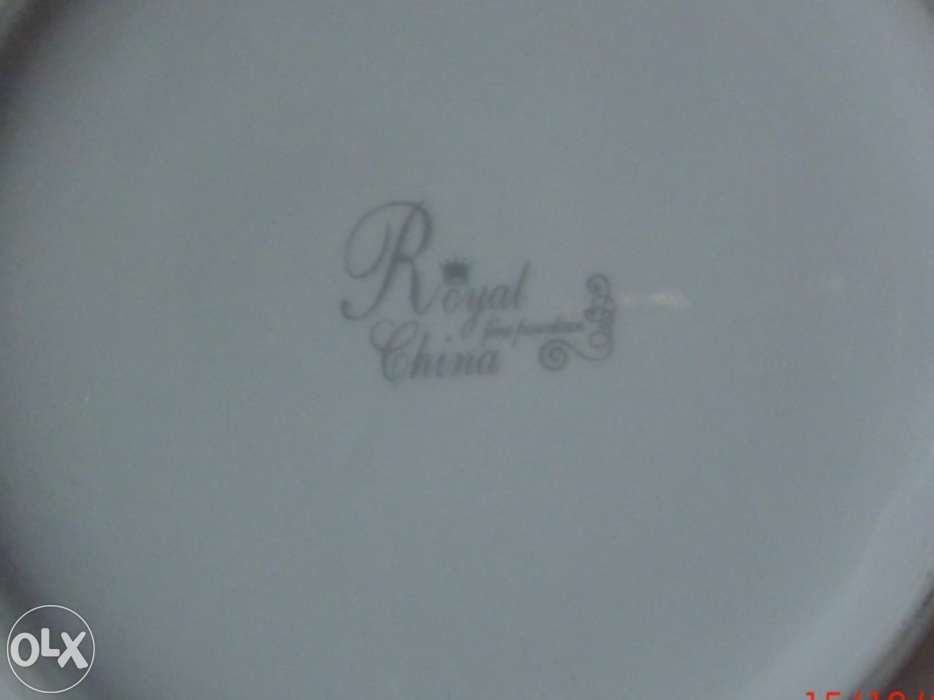 Royal
fine porcelain
China
OLX